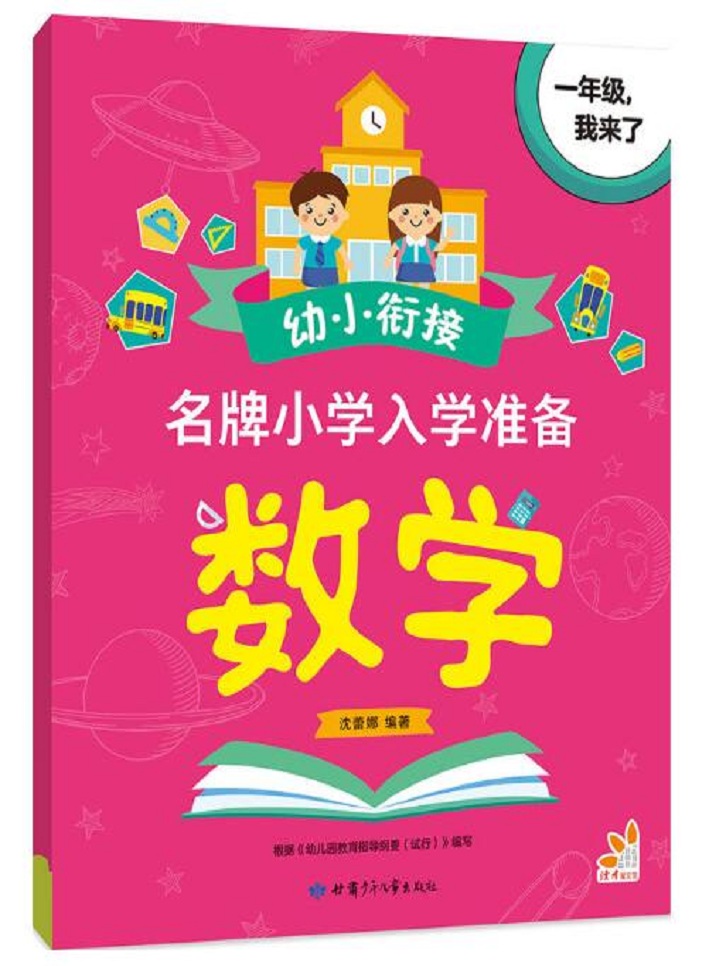 一年级，
我来了
幼·小·衔接
名牌小学入学准备
数学
沈蕾娜 编著
根据《幼儿园教育指导纲要（试行）》编写
甘肃少年儿童出版社